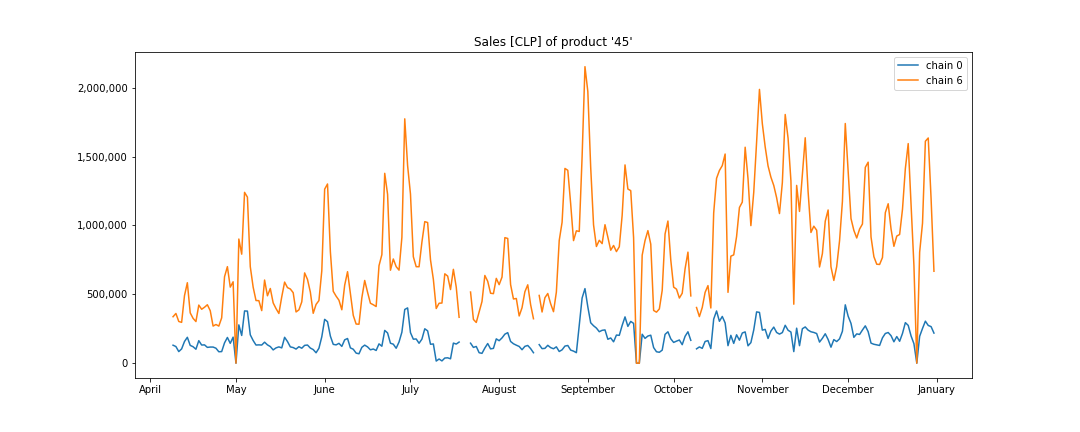 Sales [CLP] of product '45'
chain 0
chain 6
2,000,000
1,500,000
1,000,000
500,000
0
April May June July August September October November December January